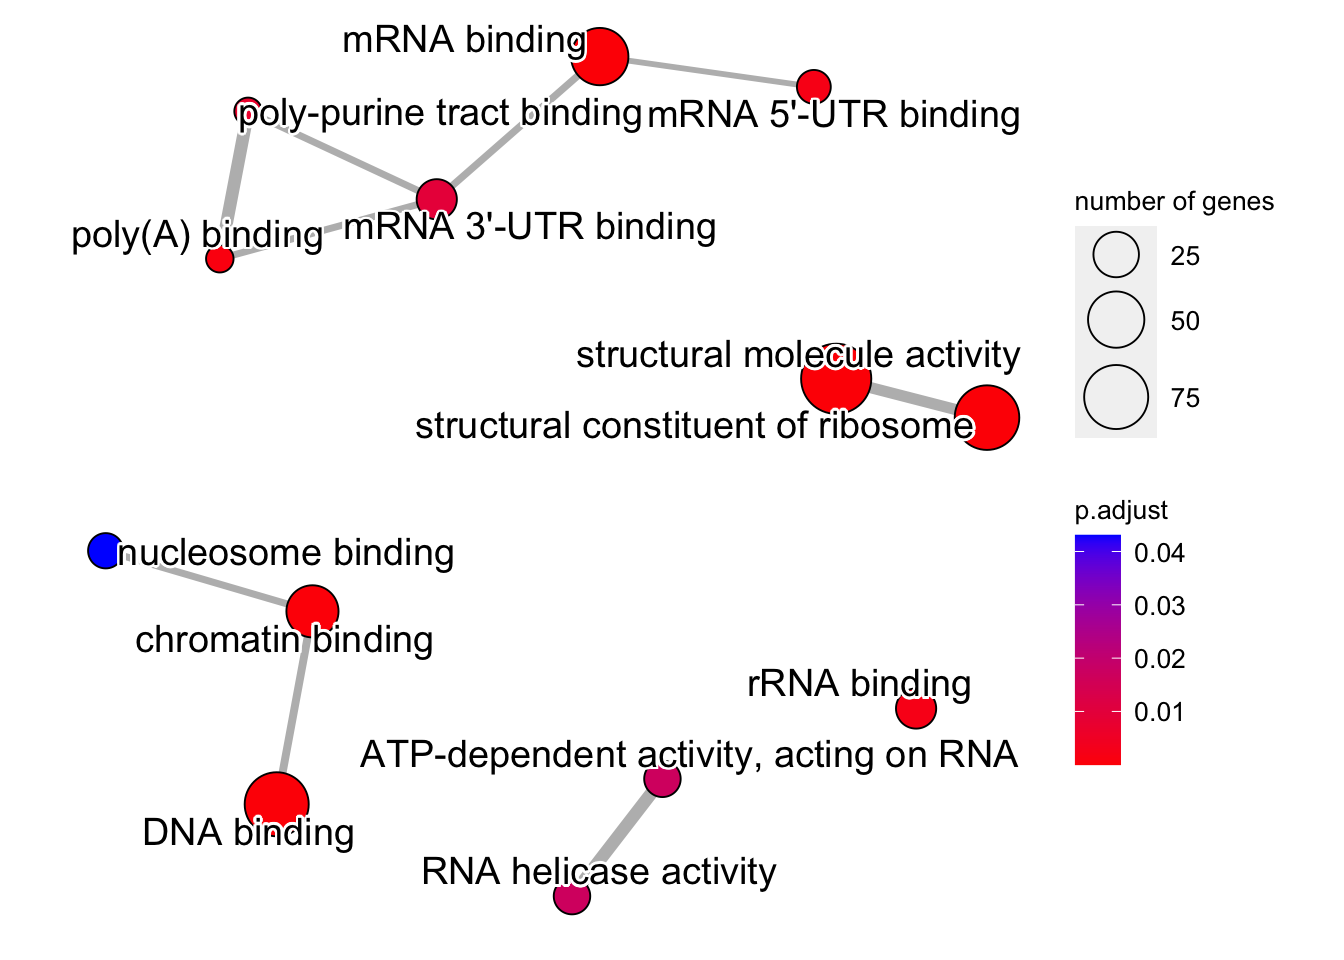 mRNA binding
poly-purine tract binding
mRNA 5'-UTR binding
mRNA 3'-UTR binding
poly(A) binding
structural molecule activity
structural constituent of ribosome
nucleosome binding
chromatin binding
rRNA binding
ATP-dependent activity, acting on RNA
DNA binding
RNA helicase activity
number of genes
25
50
75
p.adjust
0.04
0.03
0.02
0.01